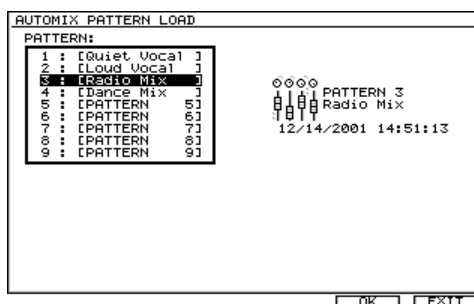 AUTOMIX PATTERN LOAD
PATTERN:
1 : [Quiet Vocal ]
2 : [Loud Vocal ]
3 : [Radio Mix ]
4 : [Dance Mix ]
5 : [PATTERN 5]
6 : [PATTERN 6]
7 : [PATTERN 7]
8 : [PATTERN 8]
9 : [PATTERN 9]
PATTERN 3
Radio Mix
12/14/2001 14:51:13
OK
EXIT